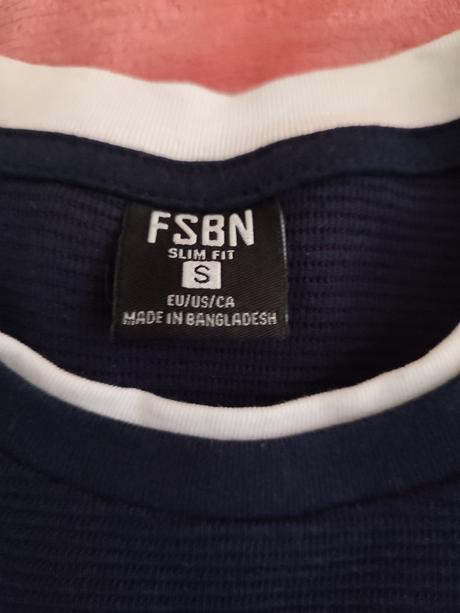 FSBN
SLIM FIT
S
EU/US/CA
MADE IN BANGLADESH